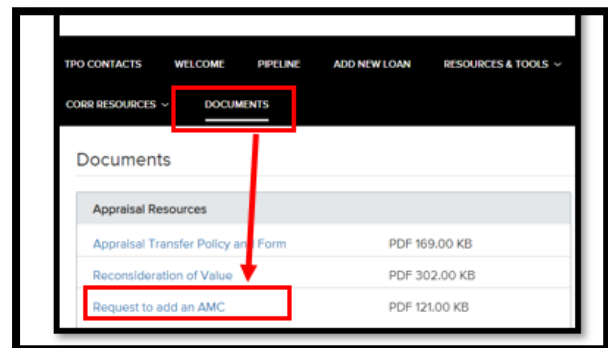 TPO CONTACTS WELCOME PIPELINE ADD NEW LOAN RESOURCES & TOOLS
CORR RESOURCES DOCUMENTS
Documents
Appraisal Resources
Appraisal Transfer Policy and Form PDF 169.00 KB
Reconsideration of Value PDF 302.00 KB
Request to add an AMC PDF 121.00 KB